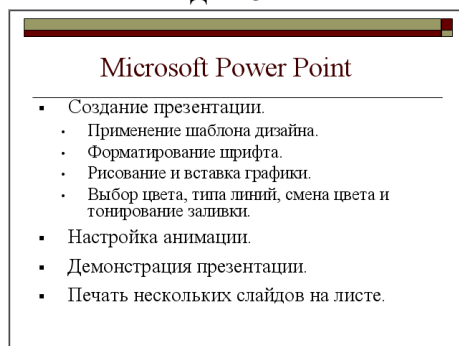 Microsoft Power Point
▪ Создание презентации.
• Применение шаблона дизайна.
• Форматирование шрифта.
• Рисование и вставка графики.
• Выбор цвета, типа линий, смена цвета и
тонирование заливки.
▪ Настройка анимации.
▪ Демонстрация презентации.
▪ Печать нескольких слайдов на листе.